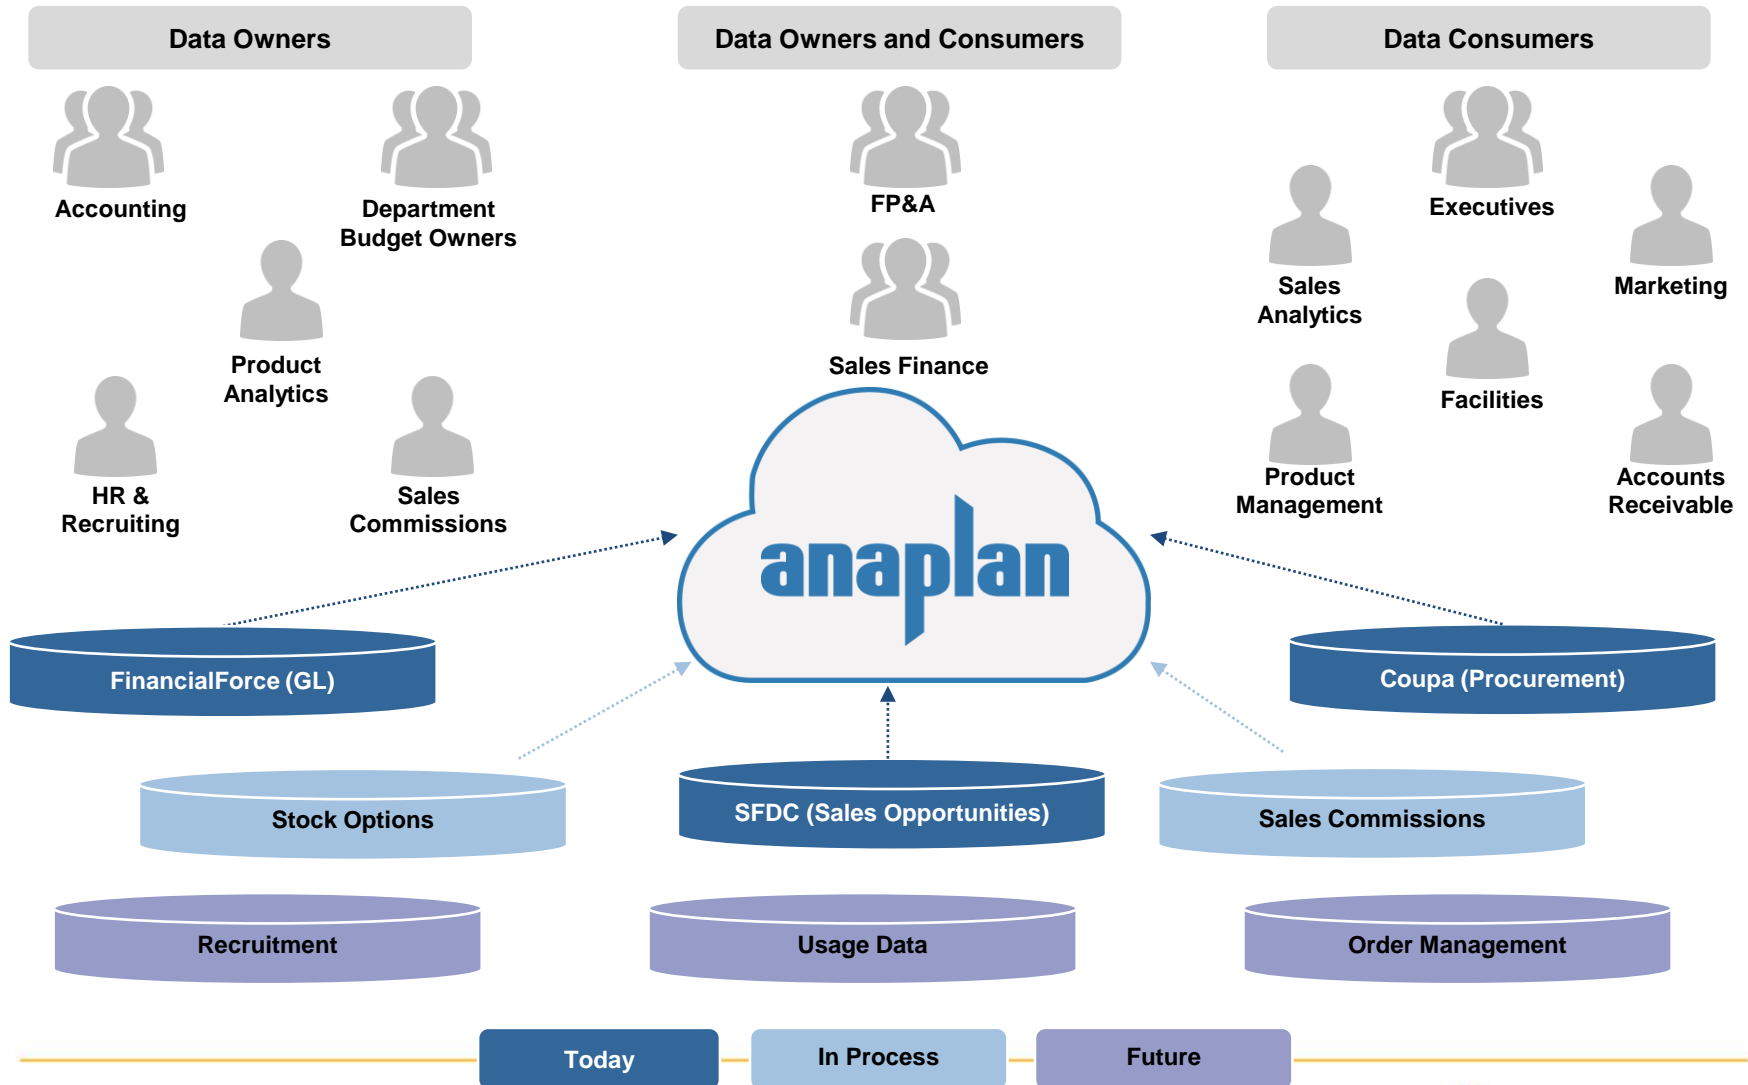 Data Owners
Data Owners and Consumers
Data Consumers
Accounting
Department
Budget Owners
Product
Analytics
HR &
Recruiting
Sales
Commissions
FP&A
Sales Finance
Executives
Sales
Analytics
Marketing
Facilities
Product
Management
Accounts
Receivable
anaplan
FinancialForce (GL)
Coupa (Procurement)
Stock Options
SFDC (Sales Opportunities)
Sales Commissions
Recruitment
Usage Data
Order Management
Today
In Process
Future